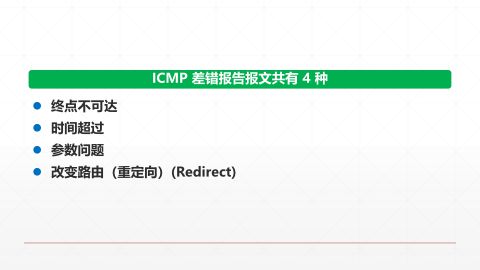 ICMP 差错报告报文共有 4 种
终点不可达
时间超过
参数问题
改变路由（重定向）(Redirect)